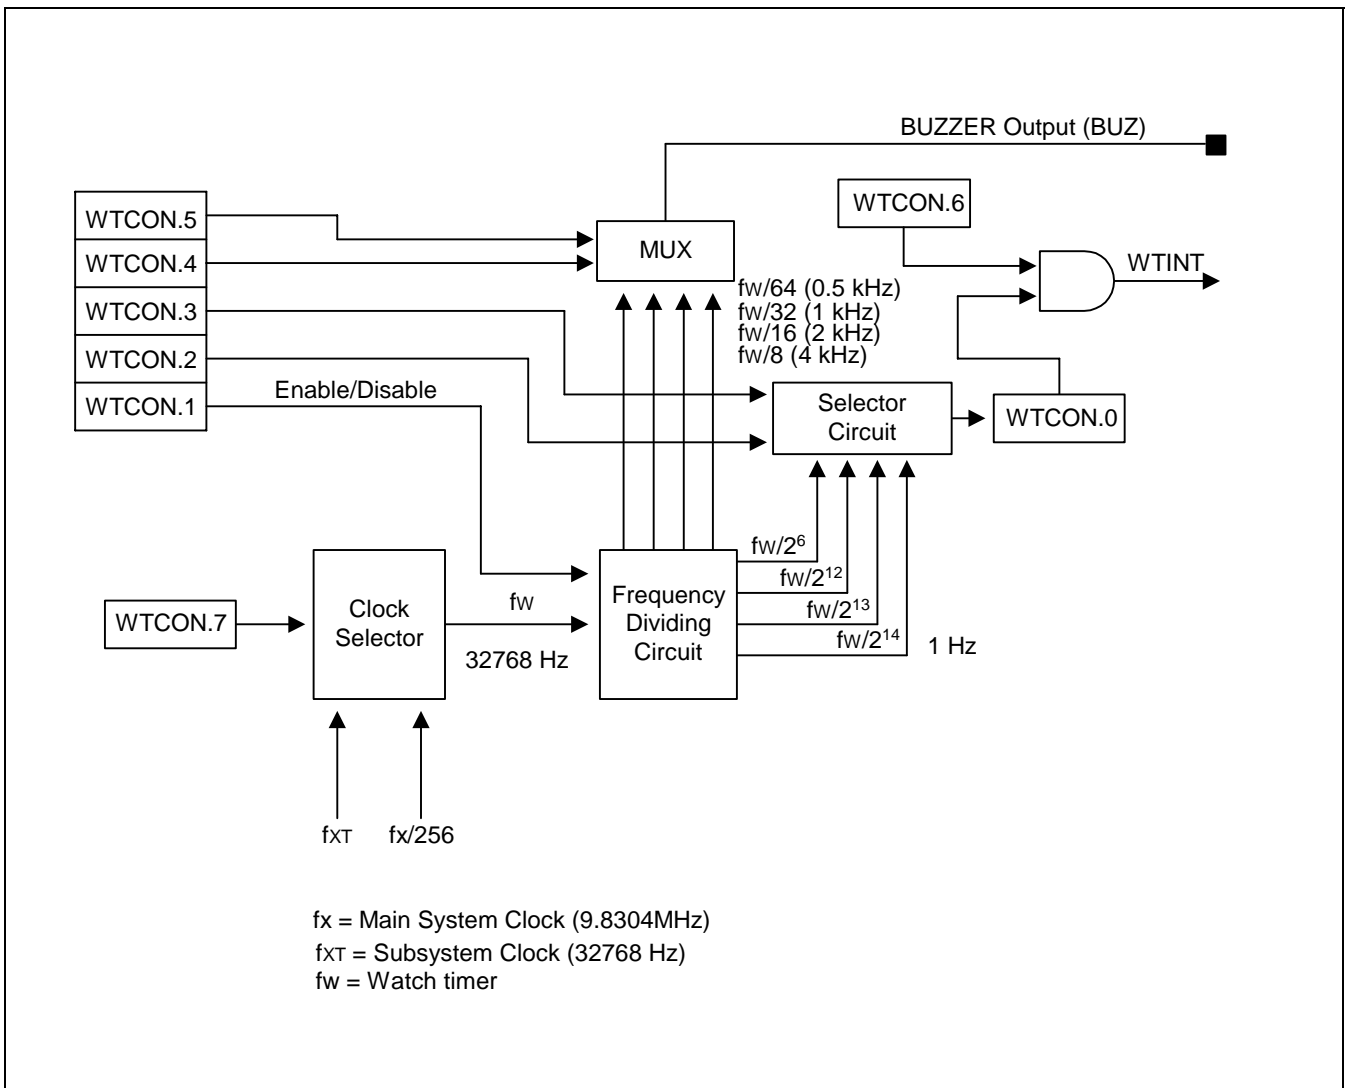 BUZZER Output (BUZ)
WTCON.5
WTCON.4
WTCON.3
WTCON.2
WTCON.1
MUX
WTCON.6
WTINT
fW/64 (0.5 kHz)
fW/32 (1 kHz)
fW/16 (2 kHz)
fW/8 (4 kHz)
Enable/Disable
Selector
Circuit
WTCON.0
WTCON.7
Clock
Selector
fW
32768 Hz
Frequency
Dividing
Circuit
fW/2⁶
fW/2¹²
fW/2¹³
fW/2¹⁴
1 Hz
fXT
fx/256
fx = Main System Clock (9.8304MHz)
fXT = Subsystem Clock (32768 Hz)
fw = Watch timer